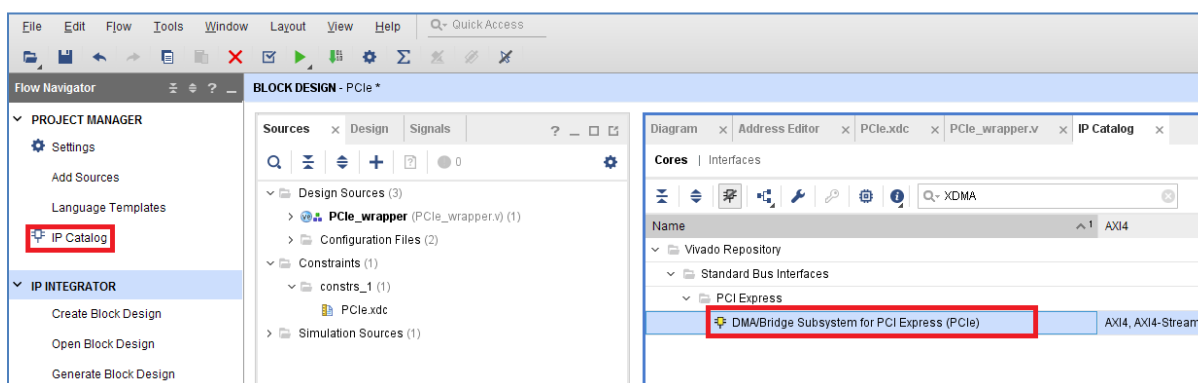 File Edit Flow Tools Window Layout View Help Quick Access
Flow Navigator ? _
BLOCK DESIGN - PCIe *
PROJECT MANAGER
Settings
Add Sources
Language Templates
IP Catalog
IP INTEGRATOR
Create Block Design
Open Block Design
Generate Block Design
Sources × Design Signals ? _
0
Design Sources (3)
PCIe_wrapper (PCIe_wrapper.v) (1)
Configuration Files (2)
Constraints (1)
constrs_1 (1)
PCIe.xdc
Simulation Sources (1)
Diagram × Address Editor × PCIe.xdc × PCIe_wrapper.v × IP Catalog ×
Cores | Interfaces
XDMA
Name 1 AXI4
Vivado Repository
Standard Bus Interfaces
PCI Express
DMA/Bridge Subsystem for PCI Express (PCIe) AXI4, AXI4-Stream